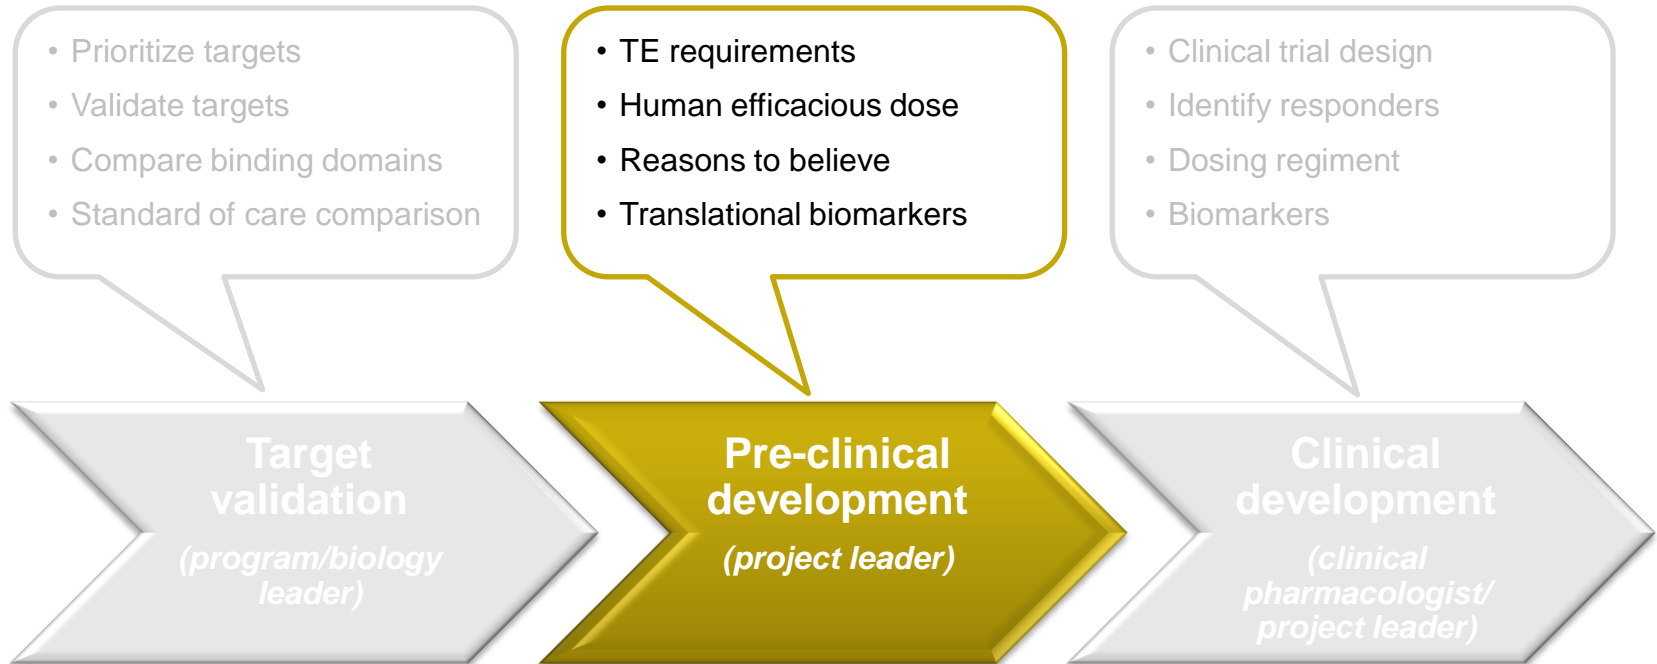 • Prioritize targets
• Validate targets
• Compare binding domains
• Standard of care comparison
• TE requirements
• Human efficacious dose
• Reasons to believe
• Translational biomarkers
• Clinical trial design
• Identify responders
• Dosing regiment
• Biomarkers
Target
validation
(program/biology
leader)
Pre-clinical
development
(project leader)
Clinical
development
(clinical
pharmacologist/
project leader)